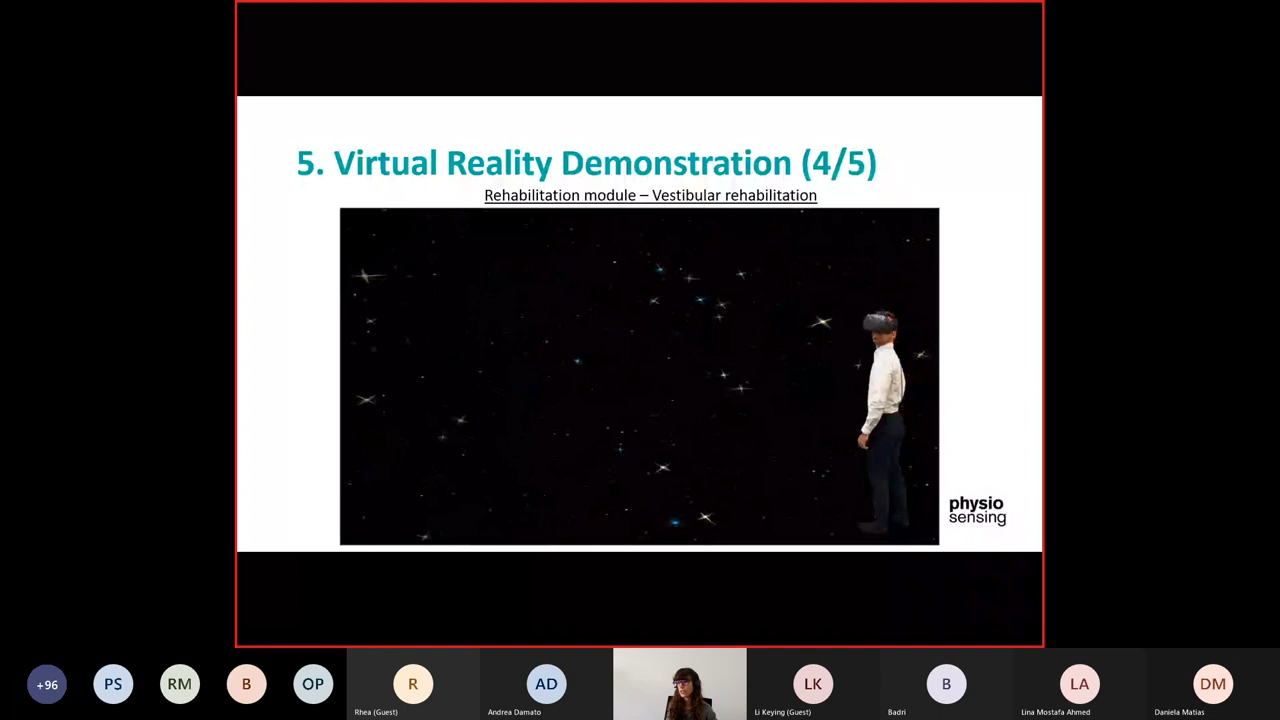 5. Virtual Reality Demonstration (4/5)
Rehabilitation module – Vestibular rehabilitation
physio
sensing
+96
PS
RM
B
OP
R
Rhea (Guest)
AD
Andrea Damato
LK
Li Keying (Guest)
B
Badri
LA
Lina Mostafa Ahmed
DM
Daniela Matias